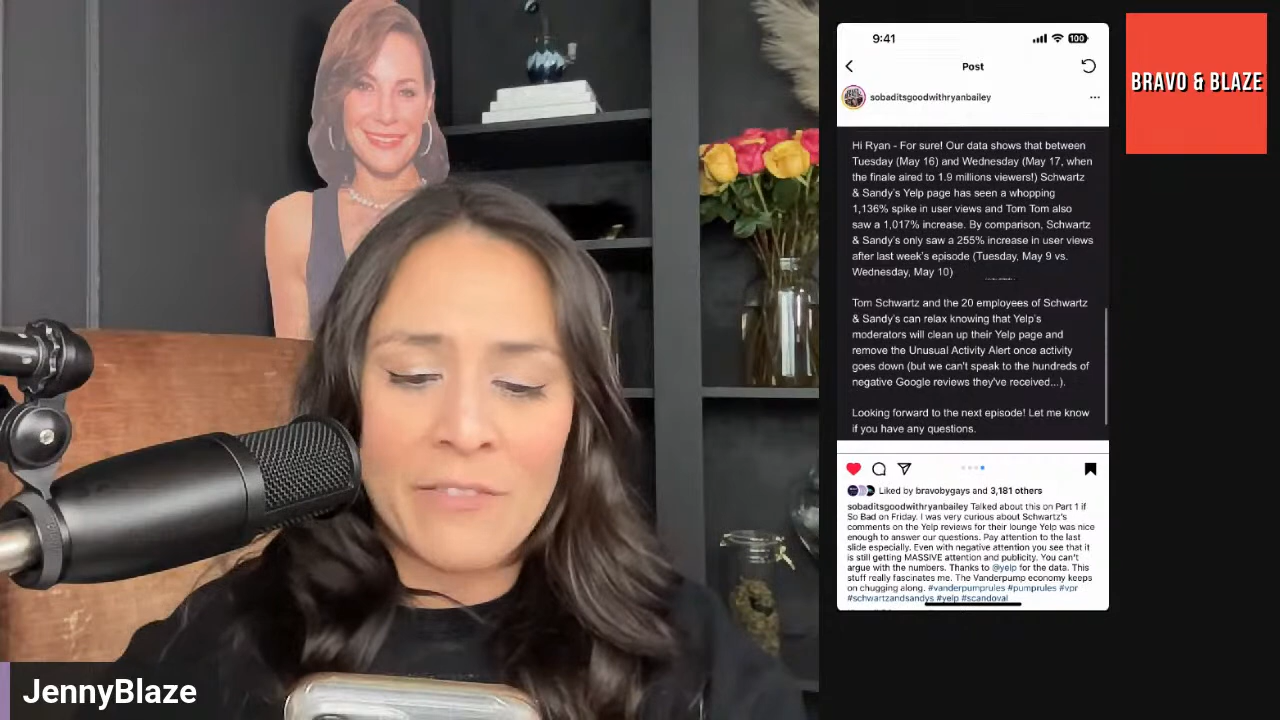 9:41
100
Post
sobaditsgoodwithryanbailey
Hi Ryan - For sure! Our data shows that between
Tuesday (May 16) and Wednesday (May 17, when
the finale aired to 1.9 millions viewers!) Schwartz
& Sandy's Yelp page has seen a whopping
1,136% spike in user views and Tom Tom also
saw a 1,017% increase. By comparison, Schwartz
& Sandy's only saw a 255% increase in user views
after last week's episode (Tuesday, May 9 vs.
Wednesday, May 10)
Tom Schwartz and the 20 employees of Schwartz
& Sandy's can relax knowing that Yelp's
moderators will clean up their Yelp page and
remove the Unusual Activity Alert once activity
goes down (but we can't speak to the hundreds of
negative Google reviews they've received...).
Looking forward to the next episode! Let me know
if you have any questions.
Liked by bravobygays and 3,181 others
sobaditsgoodwithryanbailey Talked about this on Part 1 if
So Bad on Friday. I was very curious about Schwartz's
comments on the Yelp reviews for their lounge Yelp was nice
enough to answer our questions. Pay attention to the last
slide especially. Even with negative attention you see that it
is still getting MASSIVE attention and publicity. You can't
argue with the numbers. Thanks to @yelp for the data. This
stuff really fascinates me. The Vanderpump economy keeps
on chugging along. #vanderpumprules #pumprules #vpr
#schwartzandsandys #yelp #scandoval
BRAVO & BLAZE
JennyBlaze